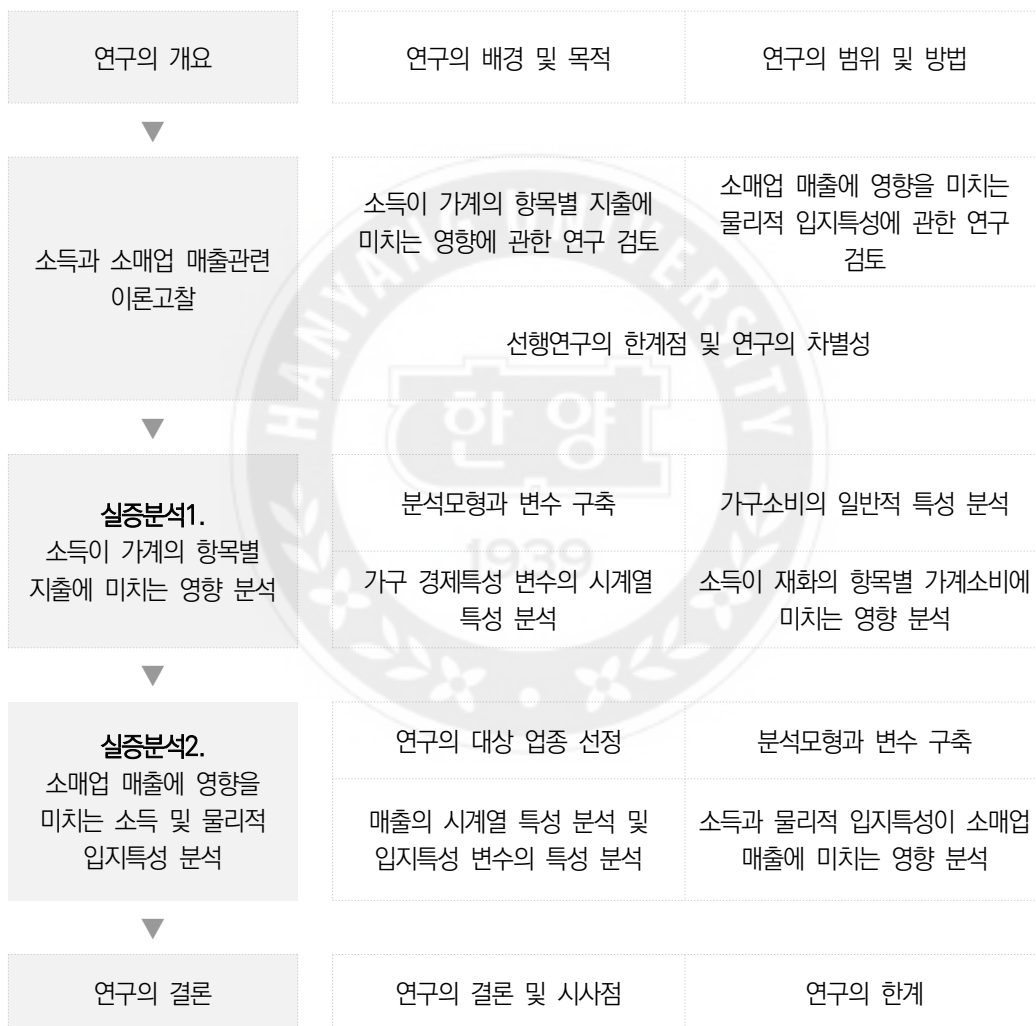 연구의 개요
연구의 배경 및 목적
연구의 범위 및 방법
▼
소득과 소매업 매출관련
이론고찰
소득이 가계의 항목별 지출에
미치는 영향에 관한 연구 검토
소매업 매출에 영향을 미치는
물리적 입지특성에 관한 연구
검토
선행연구의 한계점 및 연구의 차별성
▼
실증분석1.
소득이 가계의 항목별
지출에 미치는 영향 분석
분석모형과 변수 구축
가구소비의 일반적 특성 분석
가구 경제특성 변수의 시계열
특성 분석
소득이 재화의 항목별 가계소비에
미치는 영향 분석
▼
실증분석2.
소매업 매출에 영향을
미치는 소득 및 물리적
입지특성 분석
연구의 대상 업종 선정
분석모형과 변수 구축
매출의 시계열 특성 분석 및
입지특성 변수의 특성 분석
소득과 물리적 입지특성이 소매업
매출에 미치는 영향 분석
▼
연구의 결론
연구의 결론 및 시사점
연구의 한계
HANYANG UNIVERSITY
한양
1939